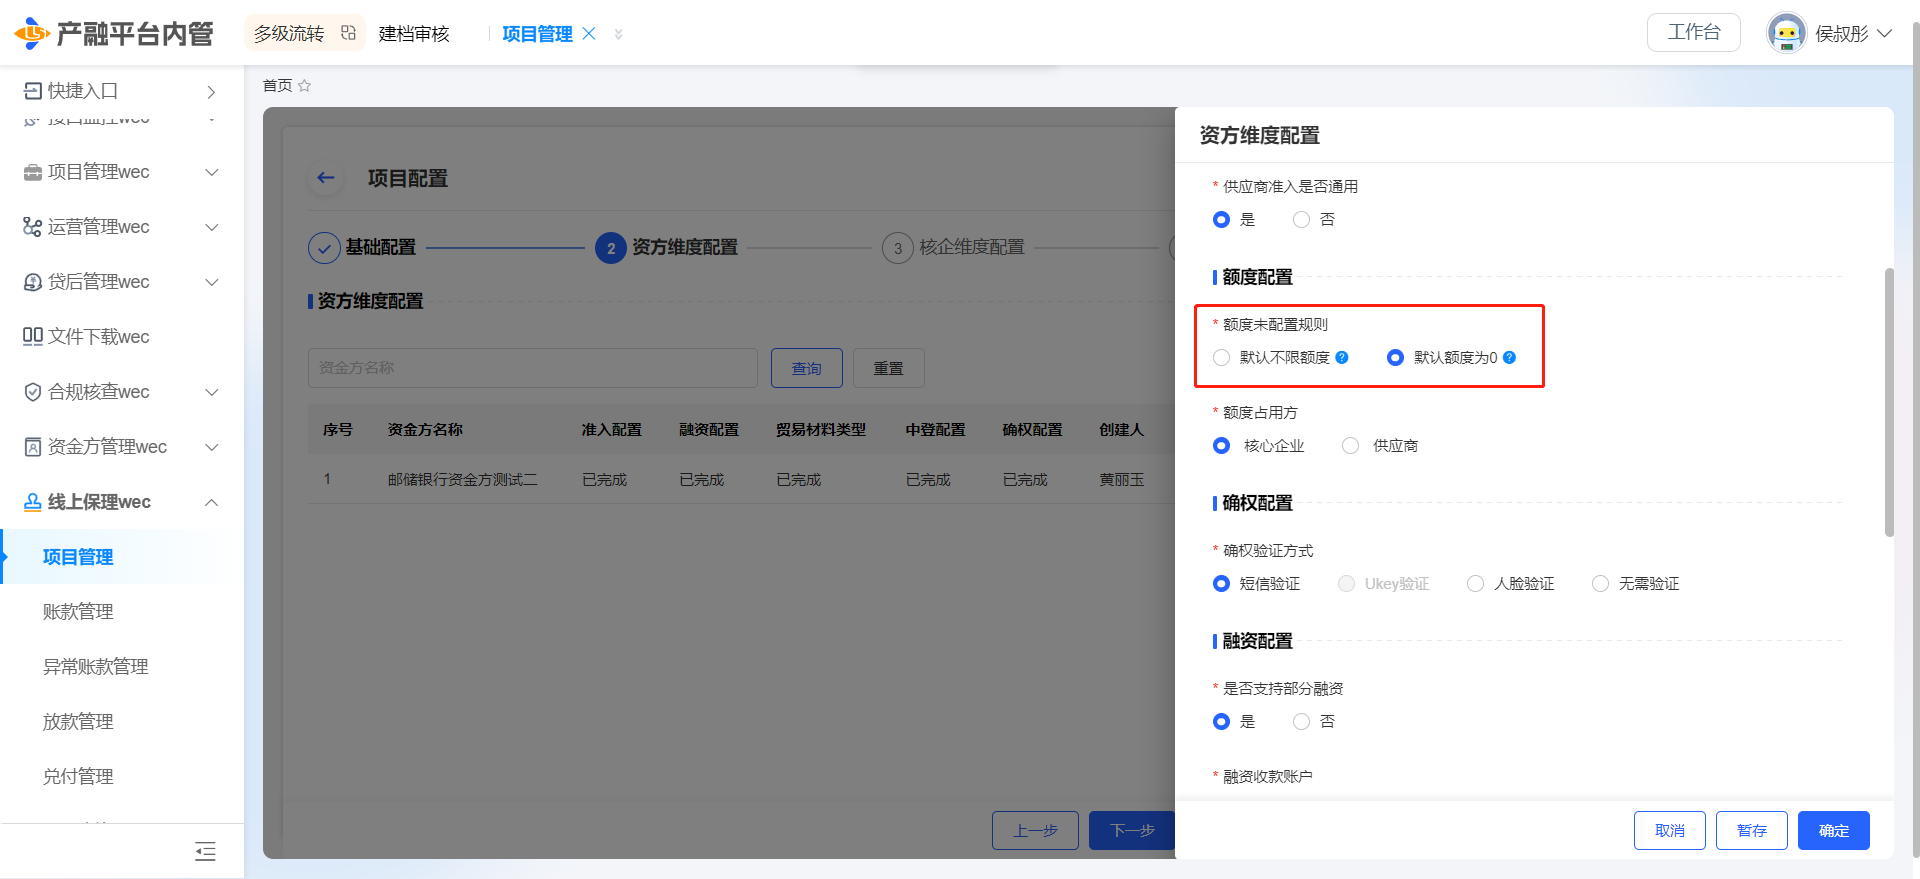 产融平台内管
多级流转
建档审核
项目管理
工作台
侯叔彤
快捷入口
接口监控wec
项目管理wec
运营管理wec
贷后管理wec
文件下载wec
合规核查wec
资金方管理wec
线上保理wec
项目管理
账款管理
异常账款管理
放款管理
兑付管理
首页
项目配置
基础配置
2 资方维度配置
3 核企维度配置
资方维度配置
资金方名称
查询
重置
序号 资金方名称 准入配置 融资配置 贸易材料类型 中登配置 确权配置 创建人
1 邮储银行资金方测试二 已完成 已完成 已完成 已完成 已完成 黄丽玉
上一步
下一步
资方维度配置
* 供应商准入是否通用
是 否
额度配置
* 额度未配置规则
默认不限额度 ? 默认额度为0 ?
* 额度占用方
核心企业 供应商
确权配置
* 确权验证方式
短信验证 Ukey验证 人脸验证 无需验证
融资配置
* 是否支持部分融资
是 否
* 融资收款账户
取消
暂存
确定